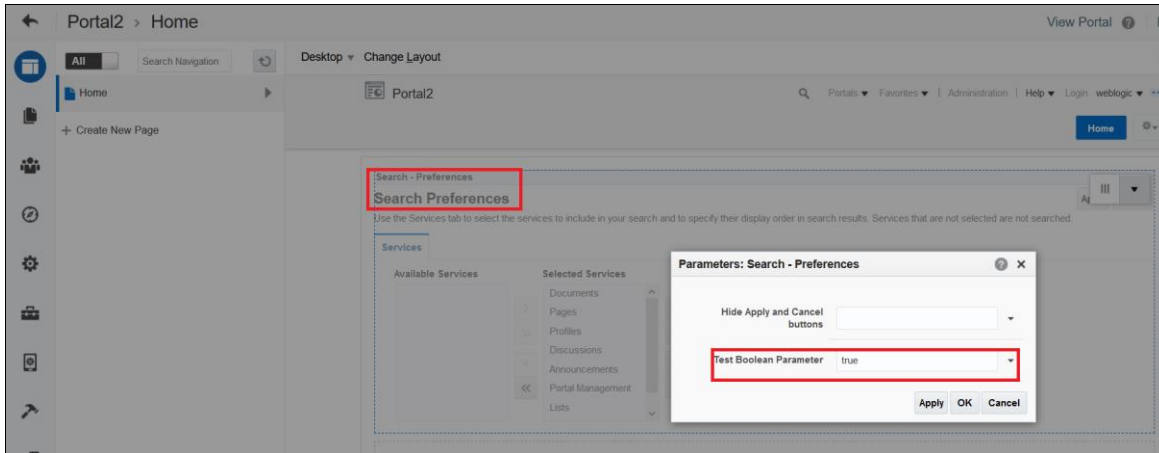 Portal2 > Home
View Portal
All
Search Navigation
Desktop
Change Layout
Home
Portal2
Portals
Favorites
Administration
Help
Login
weblogic
+ Create New Page
Home
Search - Preferences
Search Preferences
Use the Services tab to select the services to include in your search and to specify their display order in search results. Services that are not selected are not searched.
Services
Available Services
Selected Services
Documents
Pages
Profiles
Discussions
Announcements
Portal Management
Lists
Parameters: Search - Preferences
Hide Apply and Cancel
buttons
Test Boolean Parameter
true
Apply
OK
Cancel